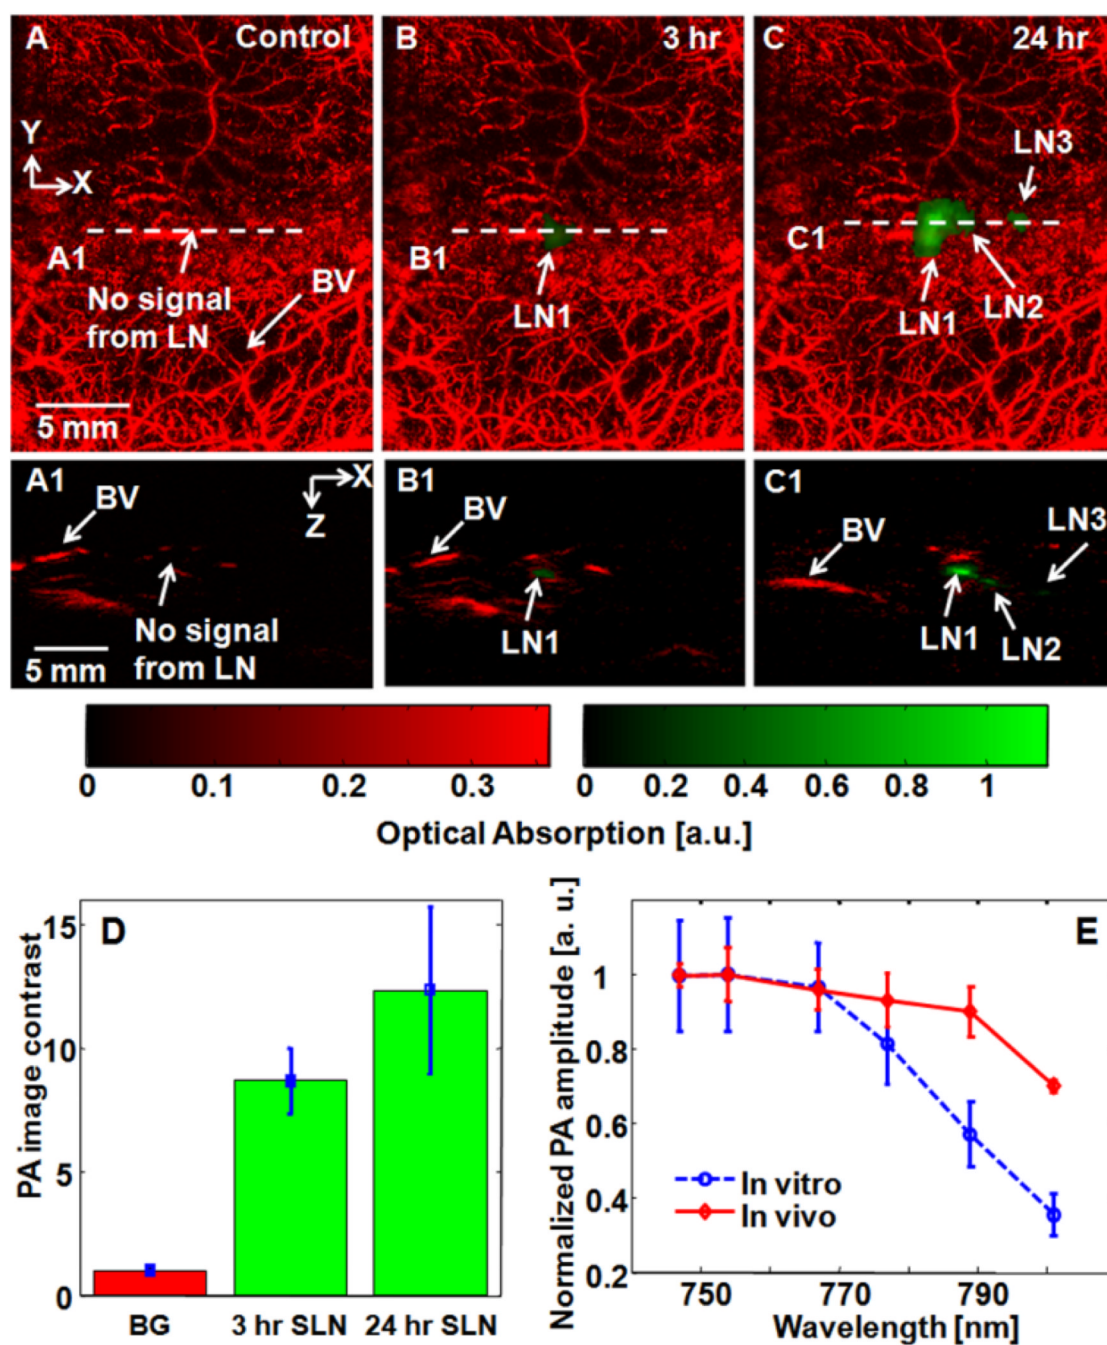 A Control
B 3 hr
C 24 hr
Y
X
A1
No signal
from LN
BV
5 mm
B1
LN1
C1
LN1
LN2
LN3
A1
BV
X
Z
No signal
from LN
5 mm
B1
BV
LN1
C1
BV
LN3
LN1
LN2
0 0.1 0.2 0.3
0 0.2 0.4 0.6 0.8 1
Optical Absorption [a.u.]
D
PA image contrast
15
10
5
0
BG 3 hr SLN 24 hr SLN
E
Normalized PA amplitude [a. u.]
1
0.8
0.6
0.4
0.2
In vitro
In vivo
750 770 790
Wavelength [nm]